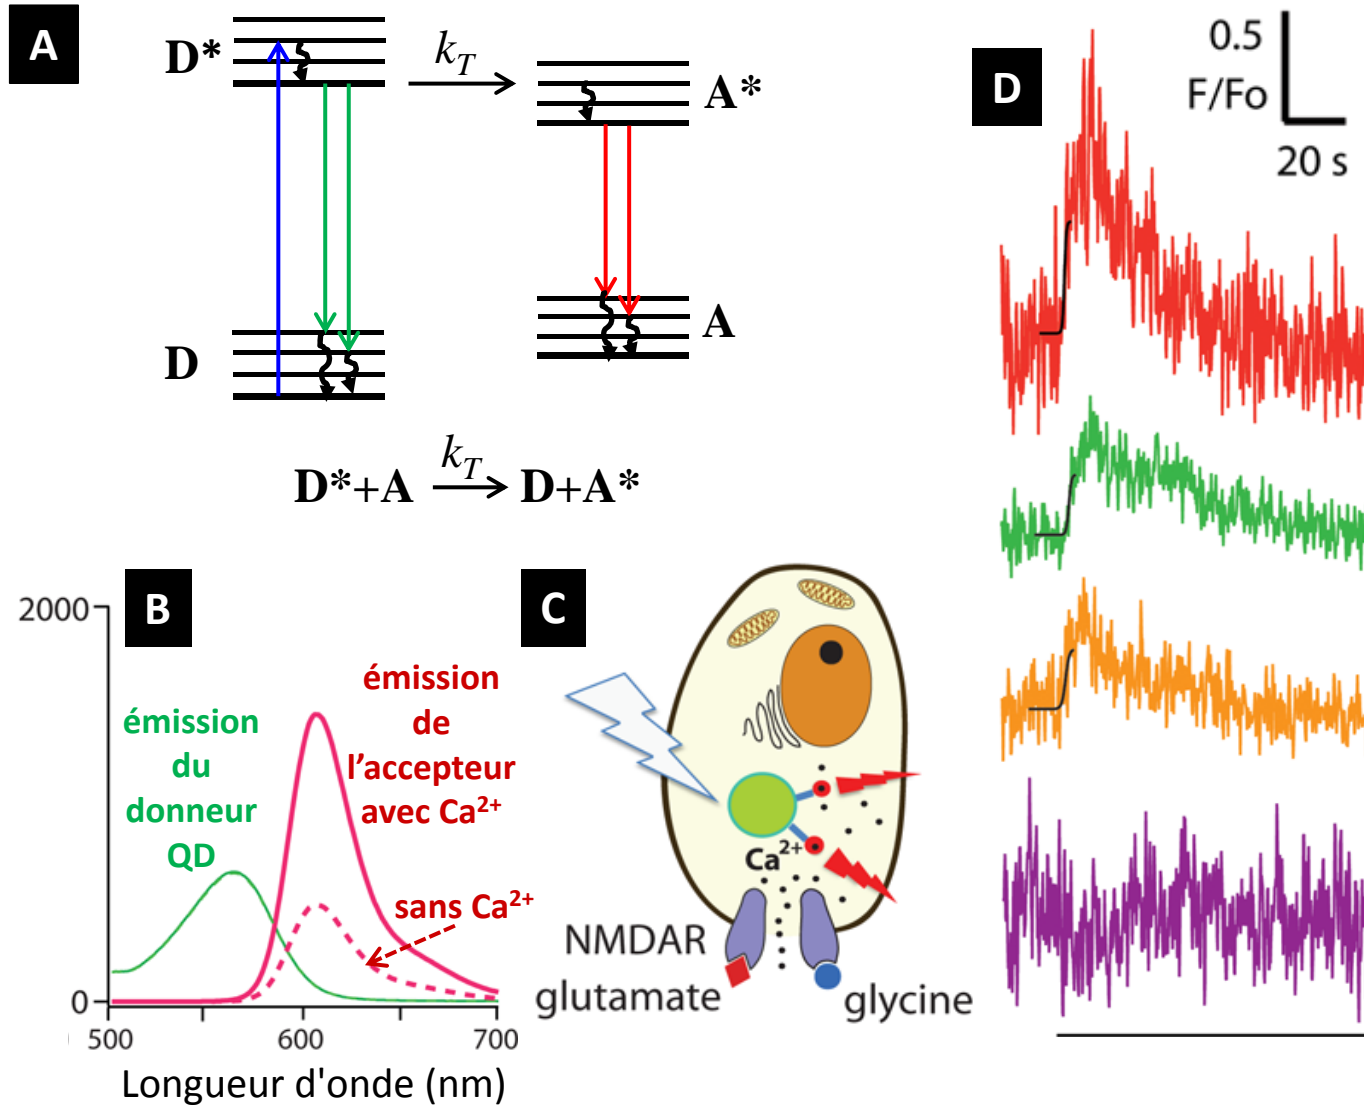 A
D*
k_T
A*
D
A
D*+A k_T D+A*
B
2000
0
émission
du
donneur
QD
émission
de
l'accepteur
avec Ca²⁺
sans Ca²⁺
500
600
700
Longueur d'onde (nm)
C
Ca²⁺
NMDAR
glutamate
glycine
D
0.5
F/Fo
20 s